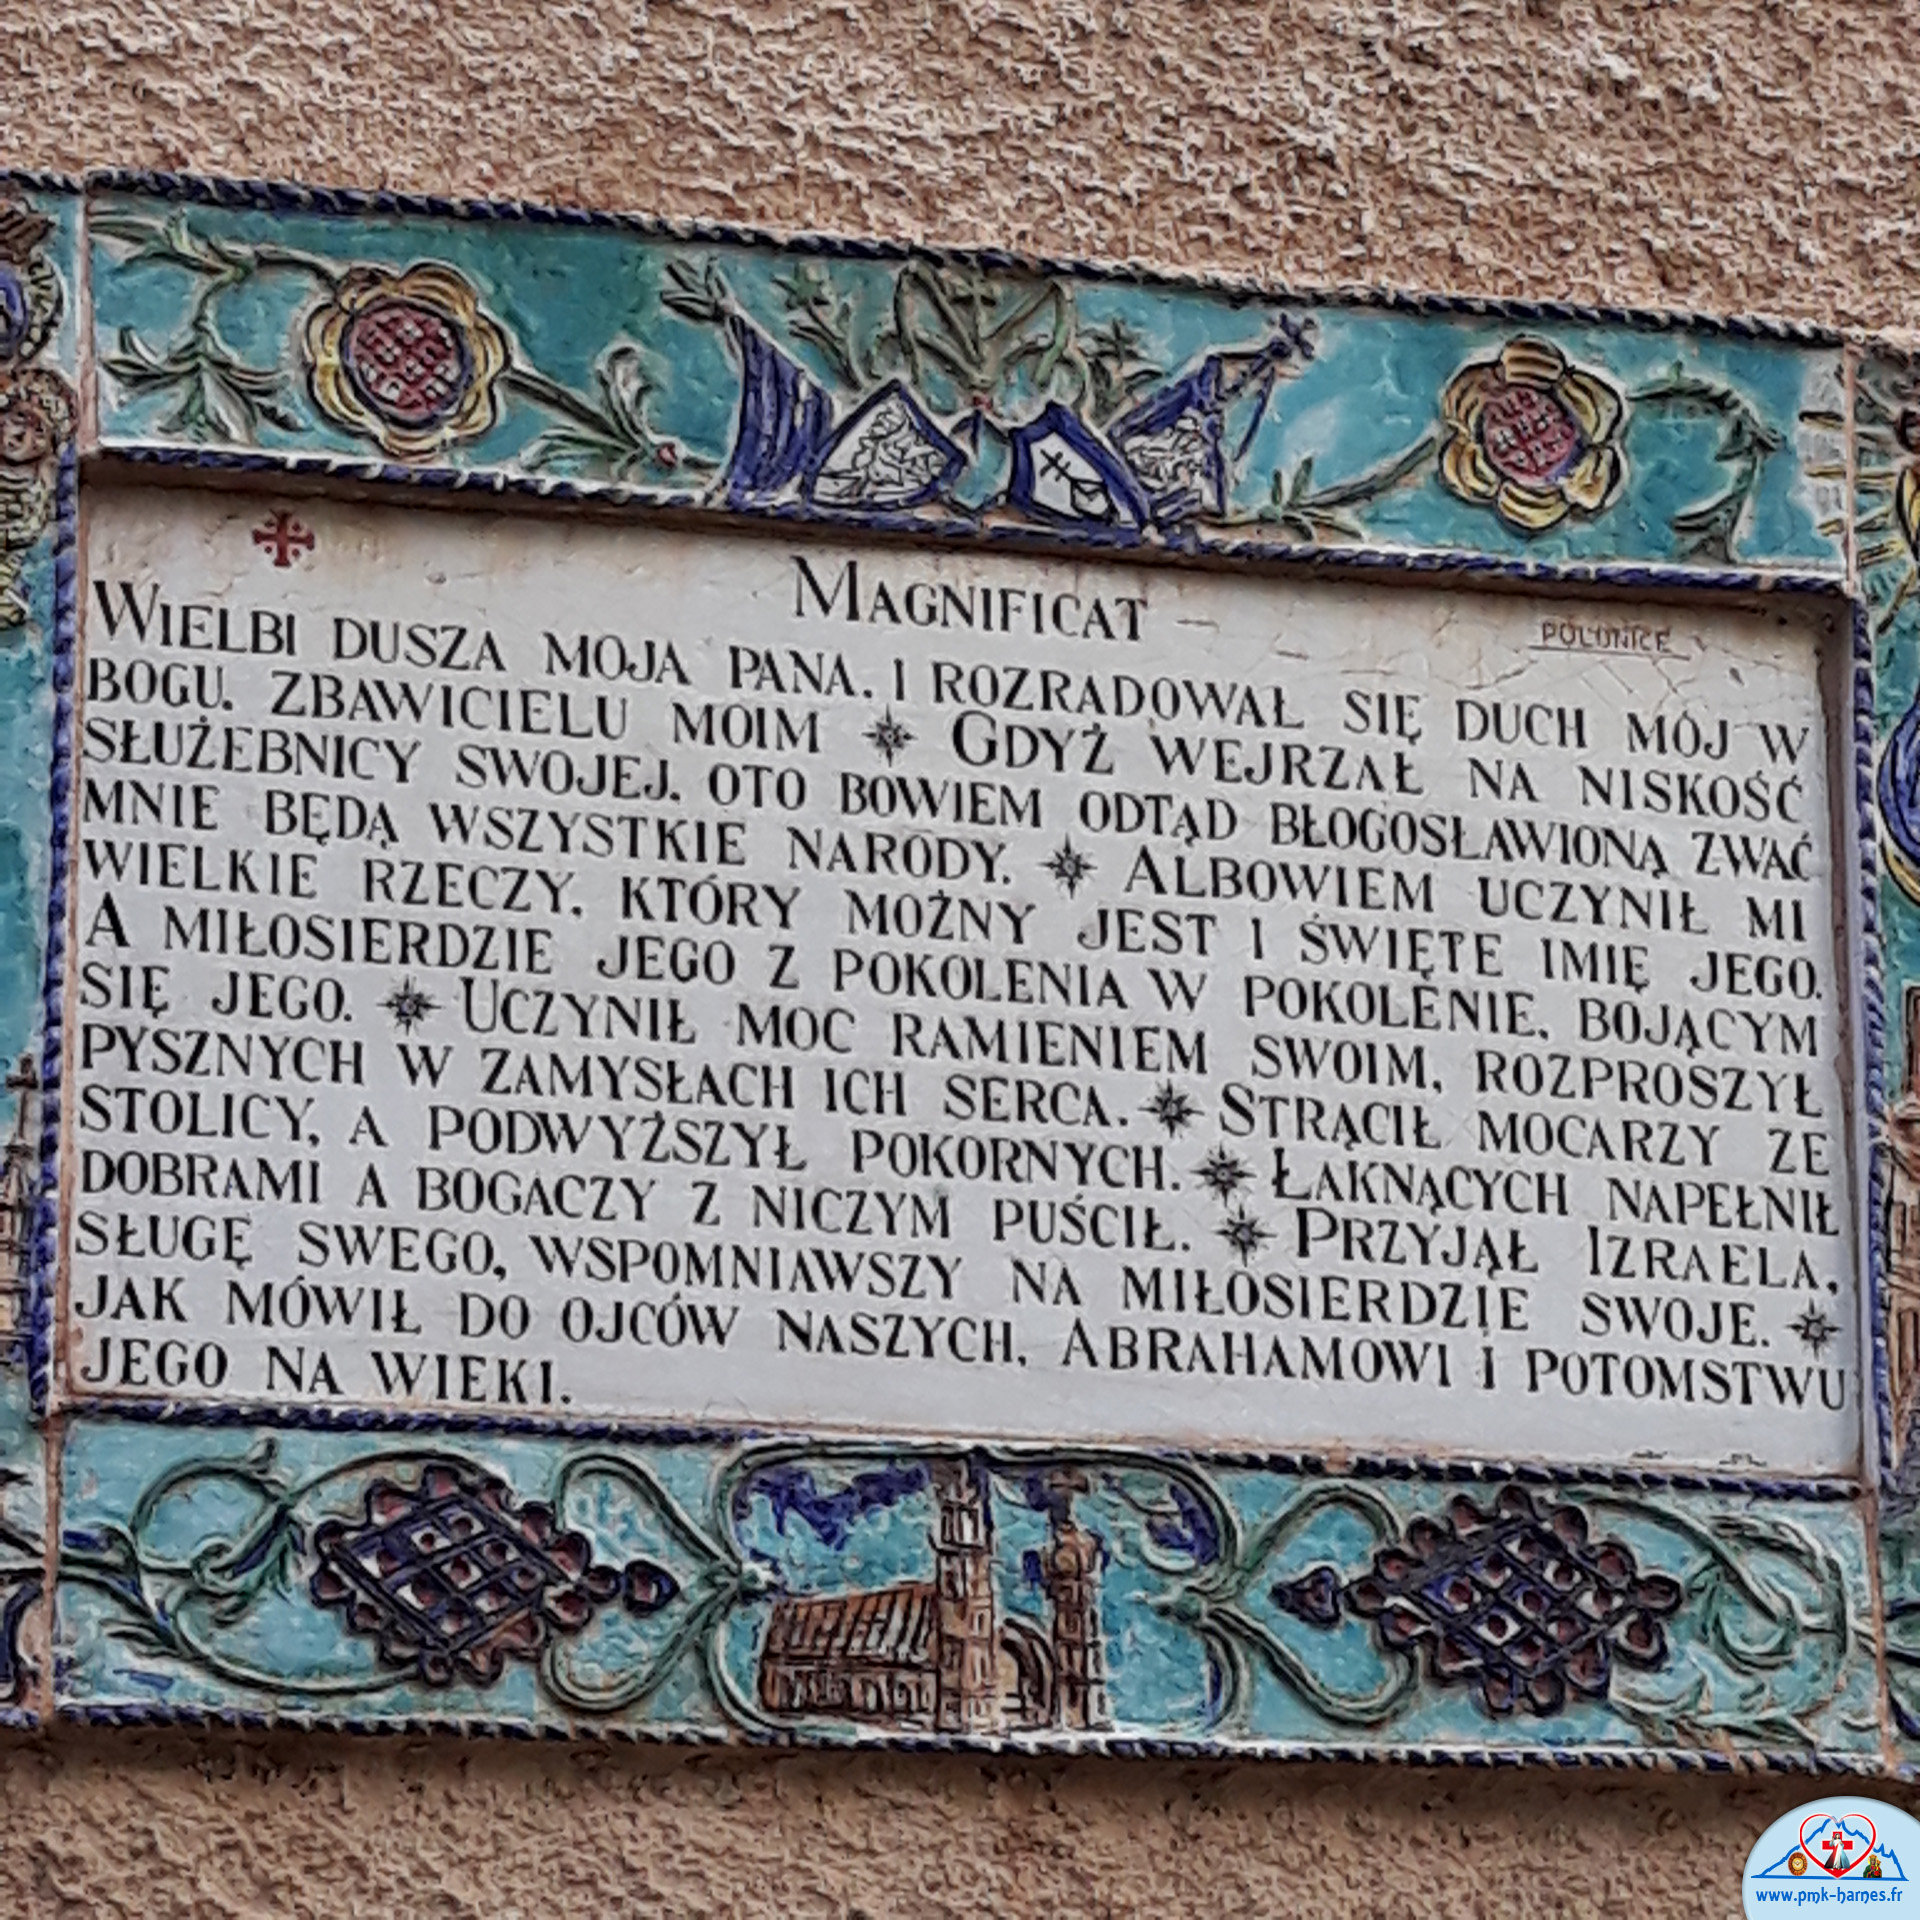 MAGNIFICAT
POLONICE
WIELBI DUSZA MOJA PANA. I ROZRADOWAŁ SIĘ DUCH MÓJ W
BOGU. ZBAWICIELU MOIM GDYŻ WEJRZAŁ NA NISKOŚĆ
SŁUŻEBNICY SWOJEJ. OTO BOWIEM ODTĄD BŁOGOSŁAWIONĄ ZWAĆ
MNIE BĘDĄ WSZYSTKIE NARODY. ALBOWIEM UCZYNIŁ MI
WIELKIE RZECZY. KTÓRY MOŻNY JEST I ŚWIĘTE IMIĘ JEGO.
A MIŁOSIERDZIE JEGO Z POKOLENIA W POKOLENIE. BOJĄCYM
SIĘ JEGO. UCZYNIŁ MOC RAMIENIEM SWOIM, ROZPROSZYŁ
PYSZNYCH W ZAMYSŁACH ICH SERCA. STRĄCIŁ MOCARZY ZE
STOLICY, A PODWYŻSZYŁ POKORNYCH. ŁAKNĄCYCH NAPEŁNIŁ
DOBRAMI A BOGACZY Z NICZYM PUŚCIŁ. PRZYJĄŁ IZRAELA,
SŁUGĘ SWEGO, WSPOMNIAWSZY NA MIŁOSIERDZIE SWOJE.
JAK MÓWIŁ DO OJCÓW NASZYCH, ABRAHAMOWI I POTOMSTWU
JEGO NA WIEKI.
www.pmk-harnes.fr